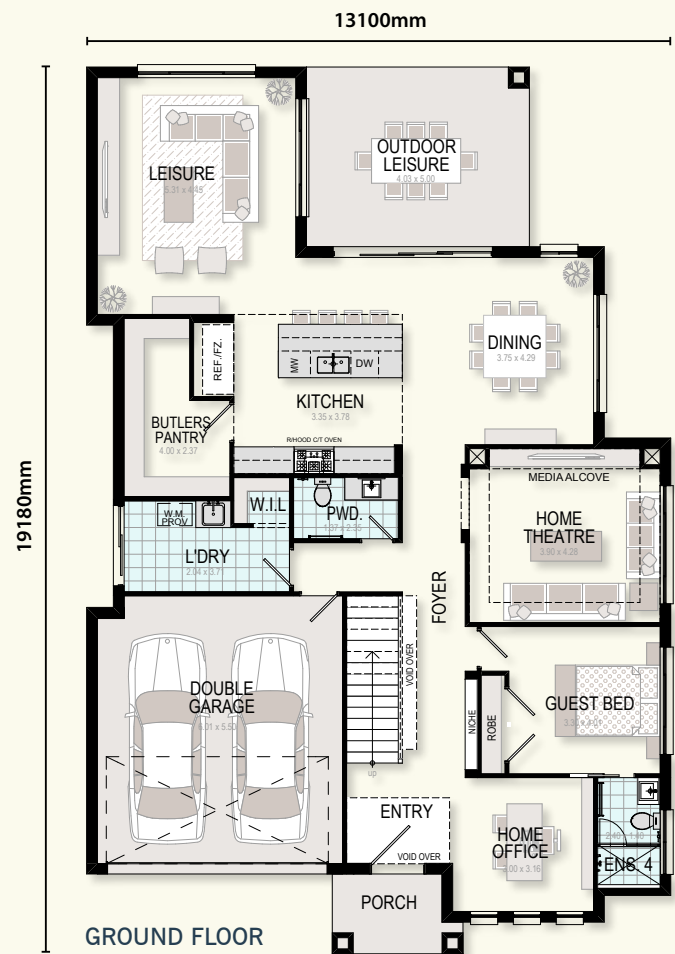 13100mm
19180mm
LEISURE
5.31 x 4.45
OUTDOOR
LEISURE
4.03 x 5.00
DINING
3.75 x 4.29
REF./FZ.
MW
DW
KITCHEN
3.35 x 3.78
R/HOOD C/T OVEN
BUTLERS
PANTRY
4.00 x 2.37
MEDIA ALCOVE
HOME
THEATRE
3.90 x 4.28
W.I.L
W.M.
PROV
PWD.
L'DRY
FOYER
VOID OVER
DOUBLE
GARAGE
6.01 x 5.50
up
NICHE
ROBE
GUEST BED
ENTRY
VOID OVER
HOME
OFFICE
3.00 x 3.16
ENS. 4
PORCH
GROUND FLOOR